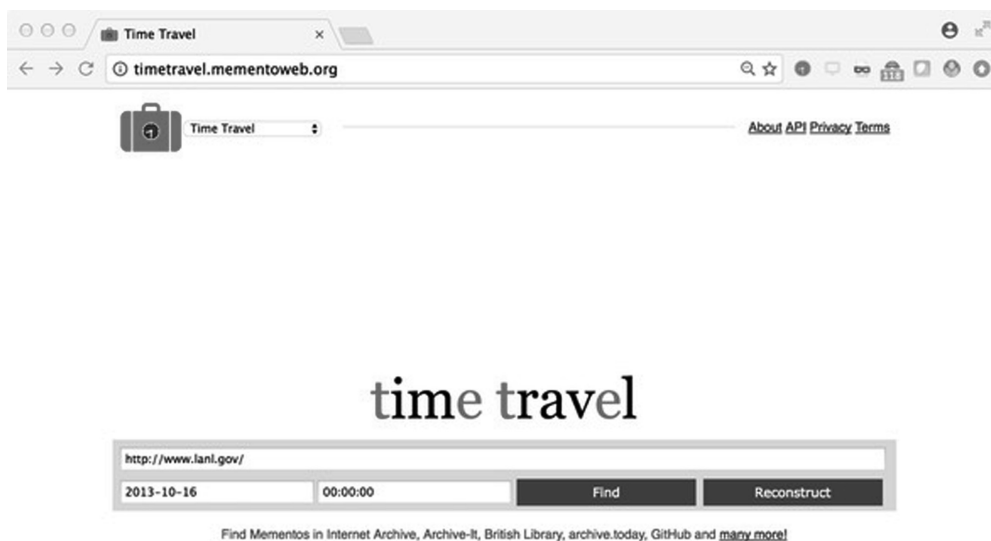 Time Travel
timetravel.mementoweb.org
118
Time Travel
About API Privacy Terms
time travel
http://www.lanl.gov/
2013-10-16 00:00:00 Find Reconstruct
Find Mementos in Internet Archive, Archive-It, British Library, archive.today, GitHub and many more!